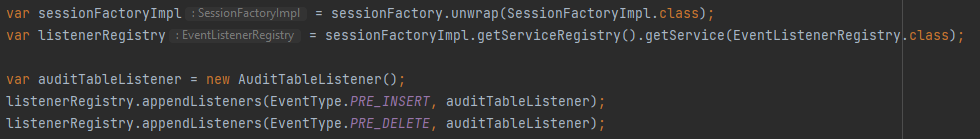 var sessionFactoryImpl : SessionFactoryImpl = sessionFactory.unwrap(SessionFactoryImpl.class);
var listenerRegistry : EventListenerRegistry = sessionFactoryImpl.getServiceRegistry().getService(EventListenerRegistry.class);
var auditTableListener = new AuditTableListener();
listenerRegistry.appendListeners(EventType.PRE_INSERT, auditTableListener);
listenerRegistry.appendListeners(EventType.PRE_DELETE, auditTableListener);